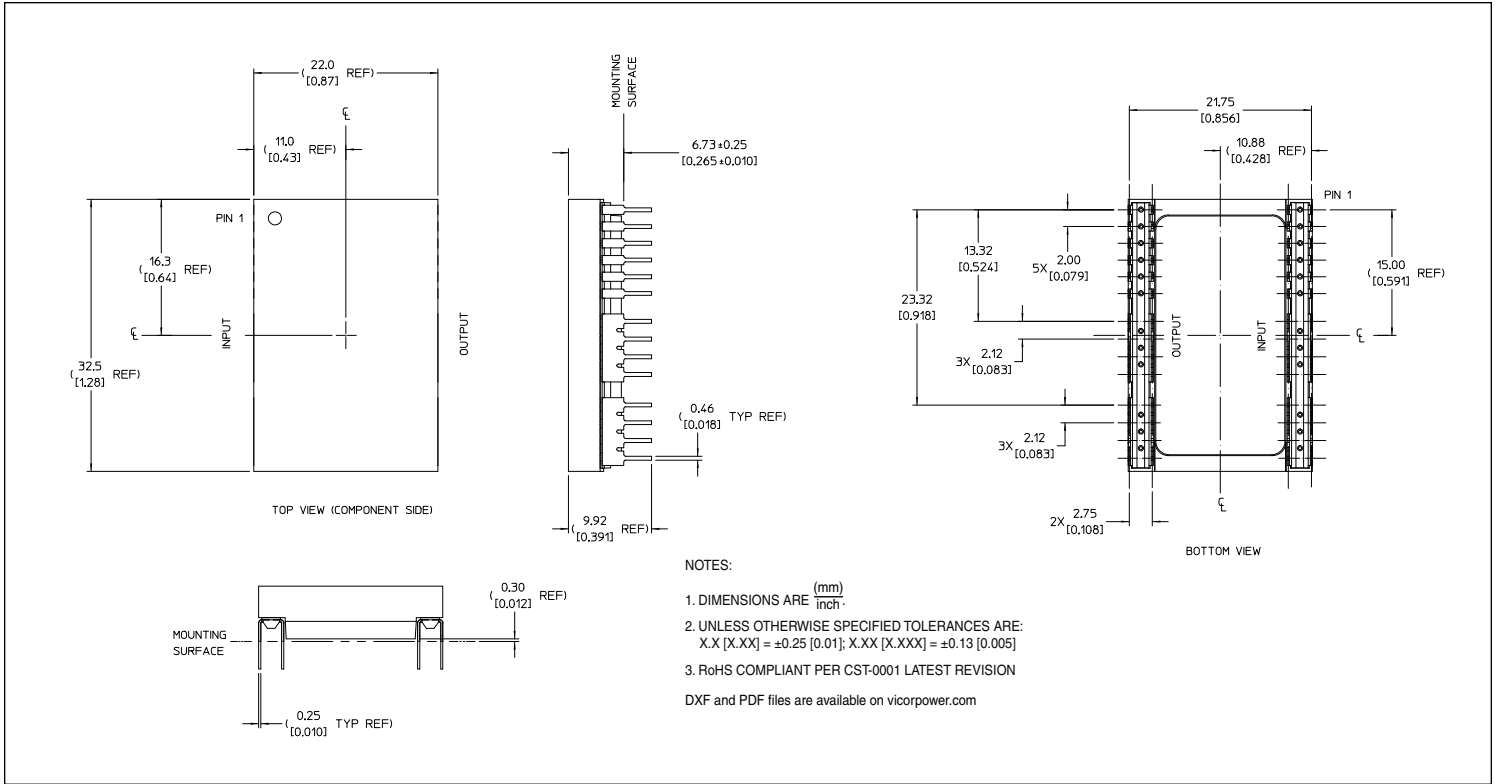 22.0
( [0.87] REF)
℄
11.0
( [0.43] REF)
PIN 1
16.3
( [0.64] REF)
℄
INPUT
OUTPUT
32.5
( [1.28] REF)
TOP VIEW (COMPONENT SIDE)
MOUNTING
SURFACE
6.73±0.25
[0.265±0.010]
0.46
( [0.018] TYP REF)
9.92
( [0.391] REF)
21.75
[0.856]
10.88
( [0.428] REF)
PIN 1
13.32
[0.524]
5X 2.00
[0.079]
15.00
( [0.591] REF)
23.32
[0.918]
OUTPUT
INPUT
℄
3X 2.12
[0.083]
3X 2.12
[0.083]
2X 2.75
[0.108]
℄
BOTTOM VIEW
0.30
( [0.012] REF)
MOUNTING
SURFACE
0.25
( [0.010] TYP REF)
NOTES:
1. DIMENSIONS ARE (mm)
inch.
2. UNLESS OTHERWISE SPECIFIED TOLERANCES ARE:
X.X [X.XX] = ±0.25 [0.01]; X.XX [X.XXX] = ±0.13 [0.005]
3. RoHS COMPLIANT PER CST-0001 LATEST REVISION
DXF and PDF files are available on vicorpower.com